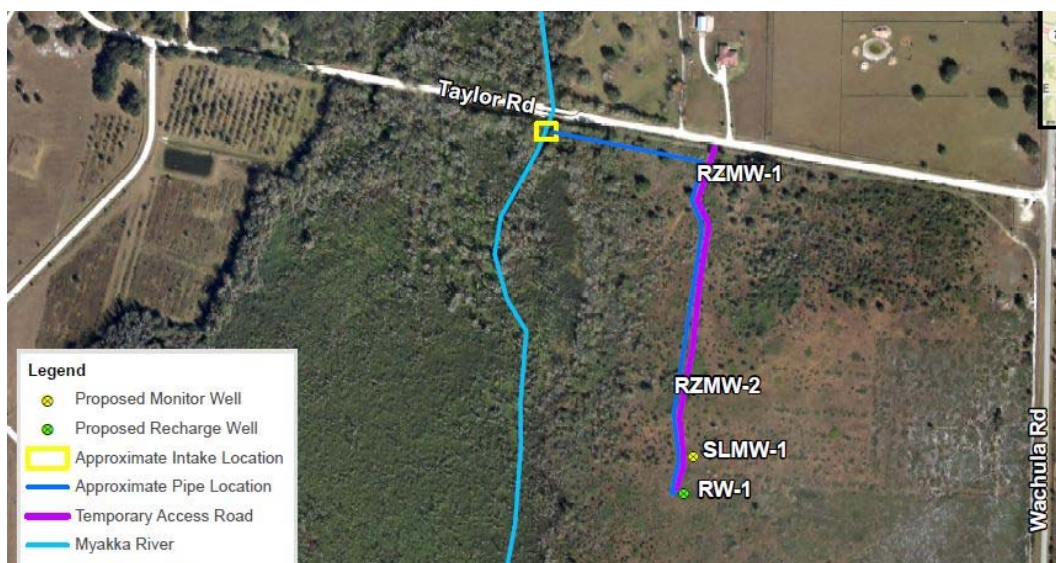 Taylor Rd
RZMW-1
RZMW-2
SLMW-1
RW-1
Wachula Rd
Legend
Proposed Monitor Well
Proposed Recharge Well
Approximate Intake Location
Approximate Pipe Location
Temporary Access Road
Myakka River